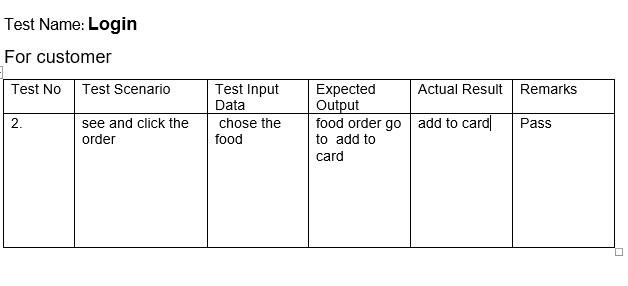 Test Name: Login
For customer
Test No Test Scenario Test Input Expected Actual Result Remarks
Data Output
2. see and click the chose the food order go add to card Pass
order food to add to
card